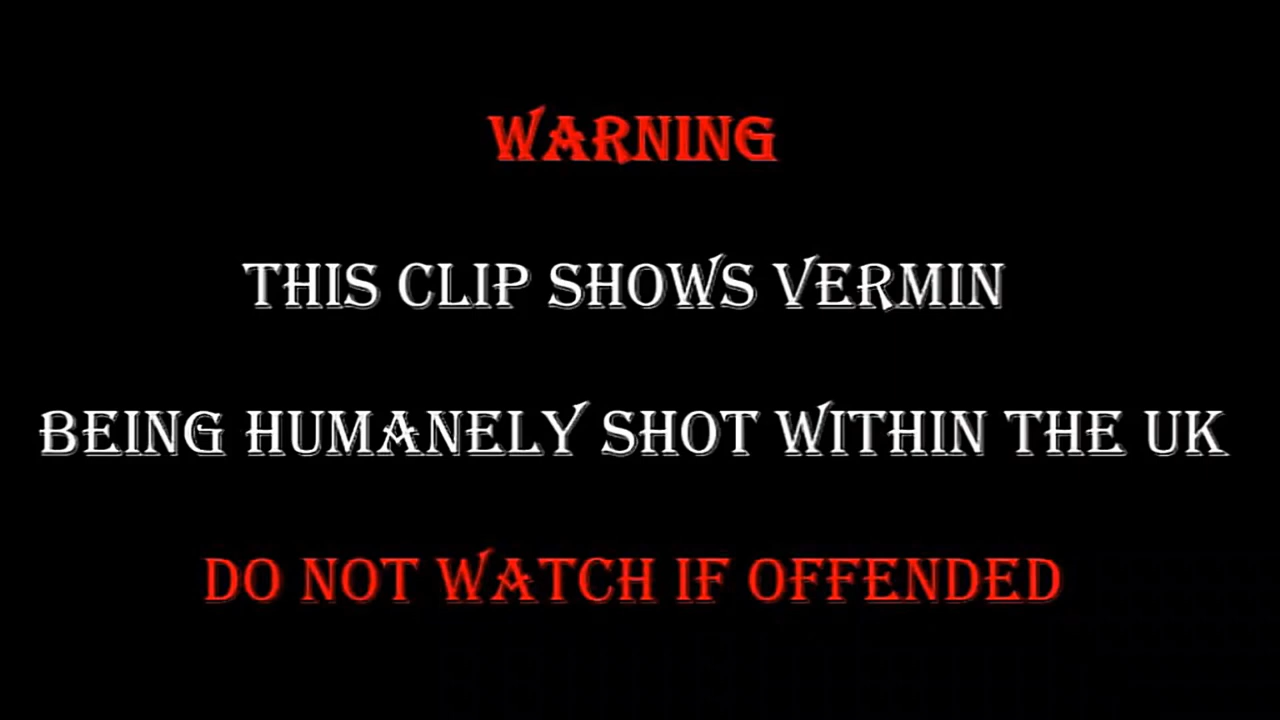 WARNING
THIS CLIP SHOWS VERMIN
BEING HUMANELY SHOT WITHIN THE UK
DO NOT WATCH IF OFFENDED